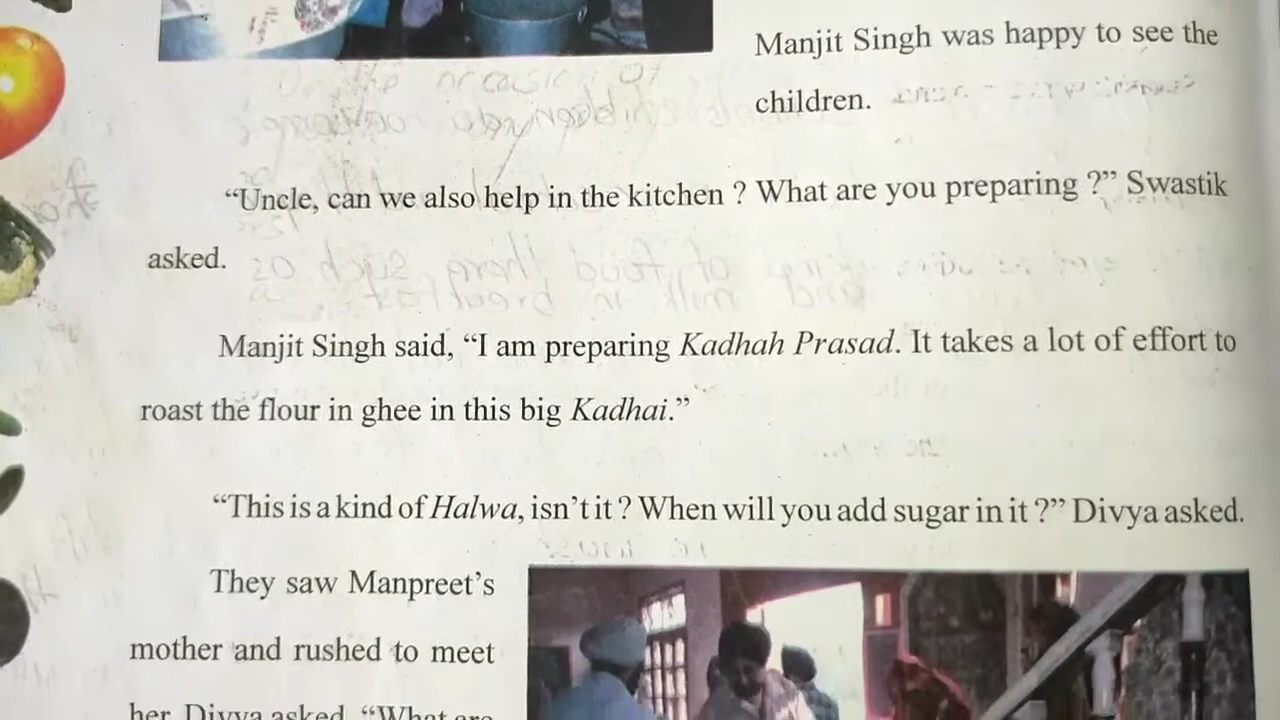 Manjit Singh was happy to see the
children.
“Uncle, can we also help in the kitchen ? What are you preparing ?” Swastik
asked.
Manjit Singh said, “I am preparing Kadhah Prasad. It takes a lot of effort to
roast the flour in ghee in this big Kadhai.”
“This is a kind of Halwa, isn’t it ? When will you add sugar in it ?” Divya asked.
They saw Manpreet’s
mother and rushed to meet
her. Divya asked, “What are